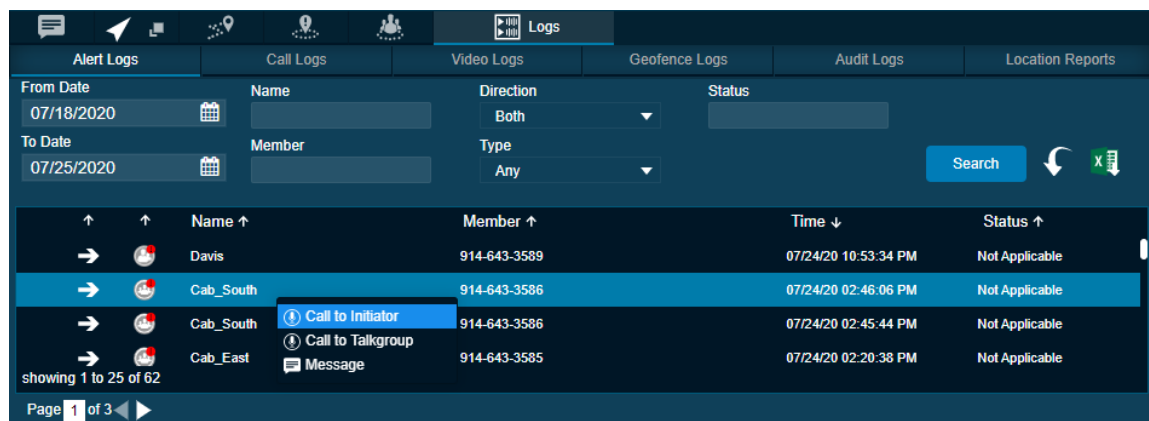 Logs
Alert Logs Call Logs Video Logs Geofence Logs Audit Logs Location Reports
From Date Name Direction Status
07/18/2020 Both
To Date Member Type
07/25/2020 Any Search
Name ↑ Member ↑ Time ↓ Status ↑
Davis 914-643-3589 07/24/20 10:53:34 PM Not Applicable
Cab_South 914-643-3586 07/24/20 02:46:06 PM Not Applicable
Call to Initiator
Cab_South 914-643-3586 07/24/20 02:45:44 PM Not Applicable
Call to Talkgroup
Cab_East 914-643-3585 07/24/20 02:20:38 PM Not Applicable
Message
showing 1 to 25 of 62
Page 1 of 3